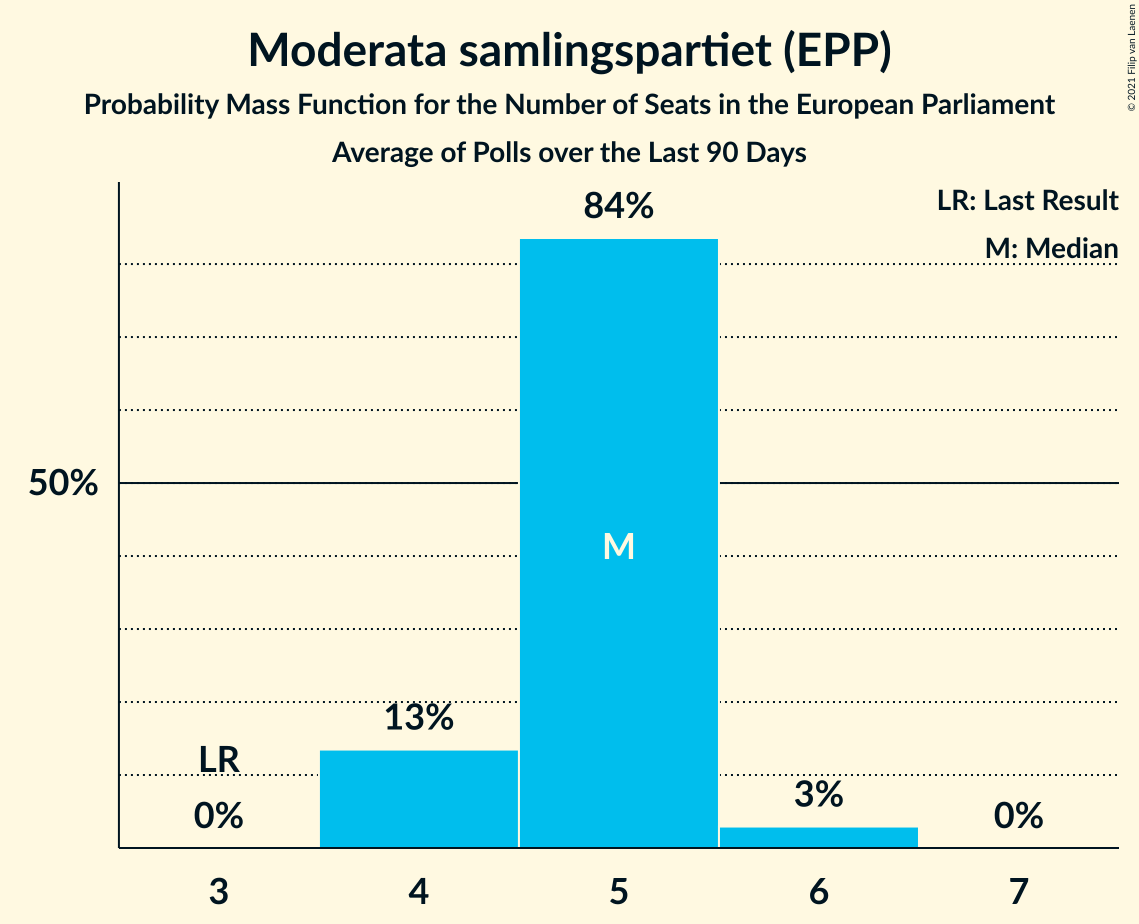 Moderata samlingspartiet (EPP)
Probability Mass Function for the Number of Seats in the European Parliament
Average of Polls over the Last 90 Days
© 2021 Filip van Laenen
LR: Last Result
M: Median
84%
50%
M
13%
LR
0%
3%
0%
3 4 5 6 7